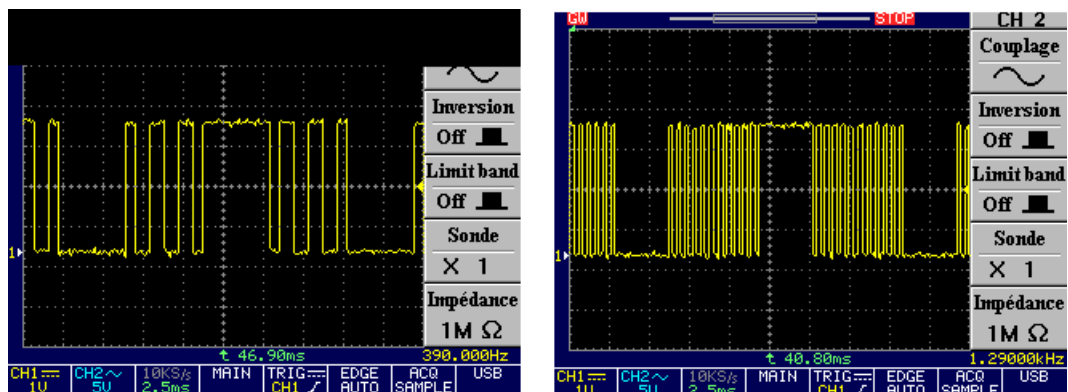 Inversion
Off
Limit band
Off
Sonde
X 1
Impédance
1M Ω
1
46.90ms
390.000Hz
CH1
CH2
10KS/s
MAIN
TRIG
EDGE
ACQ
USB
1V
5V
2.5ms
CH1
AUTO
SAMPLE
GW
STOP
CH 2
Couplage
Inversion
Off
Limit band
Off
Sonde
X 1
Impédance
1M Ω
1
40.80ms
1.29000kHz
CH1
CH2
10KS/s
MAIN
TRIG
EDGE
ACQ
USB
1V
5V
2.5ms
CH1
AUTO
SAMPLE